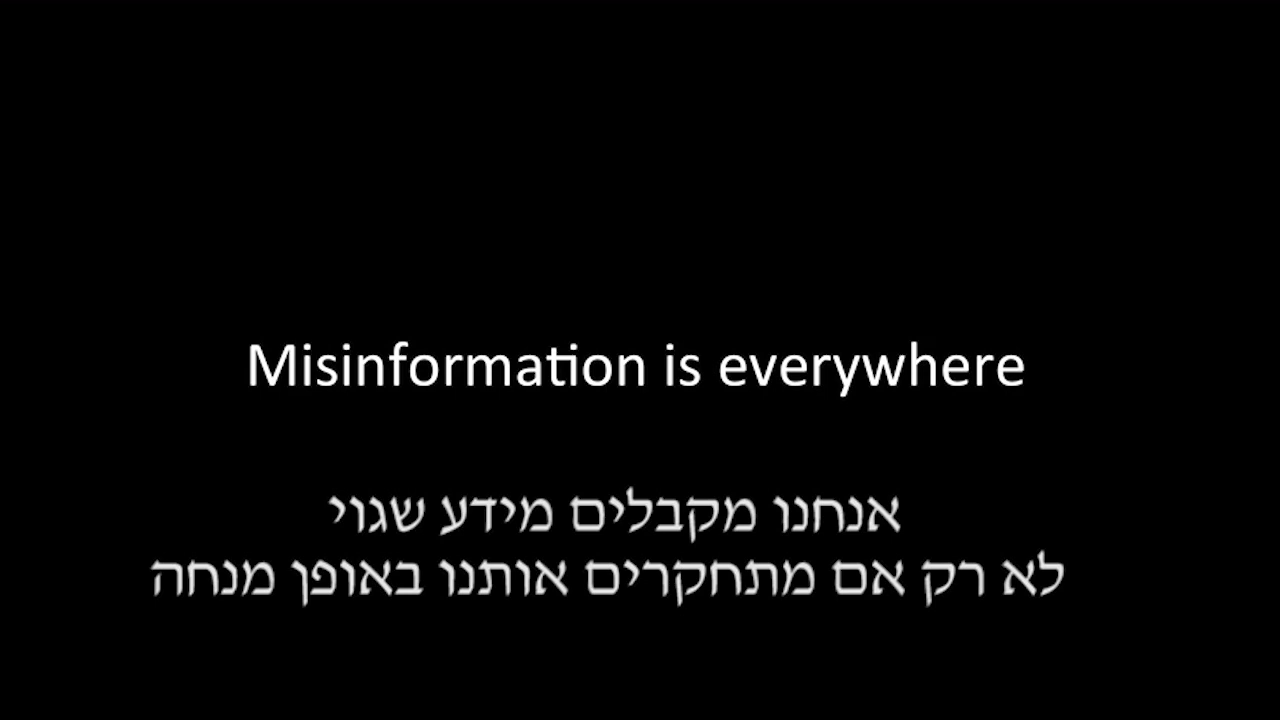 Misinformation is everywhere
אנחנו מקבלים מידע שגוי
לא רק אם מתחקרים אותנו באופן מנחה